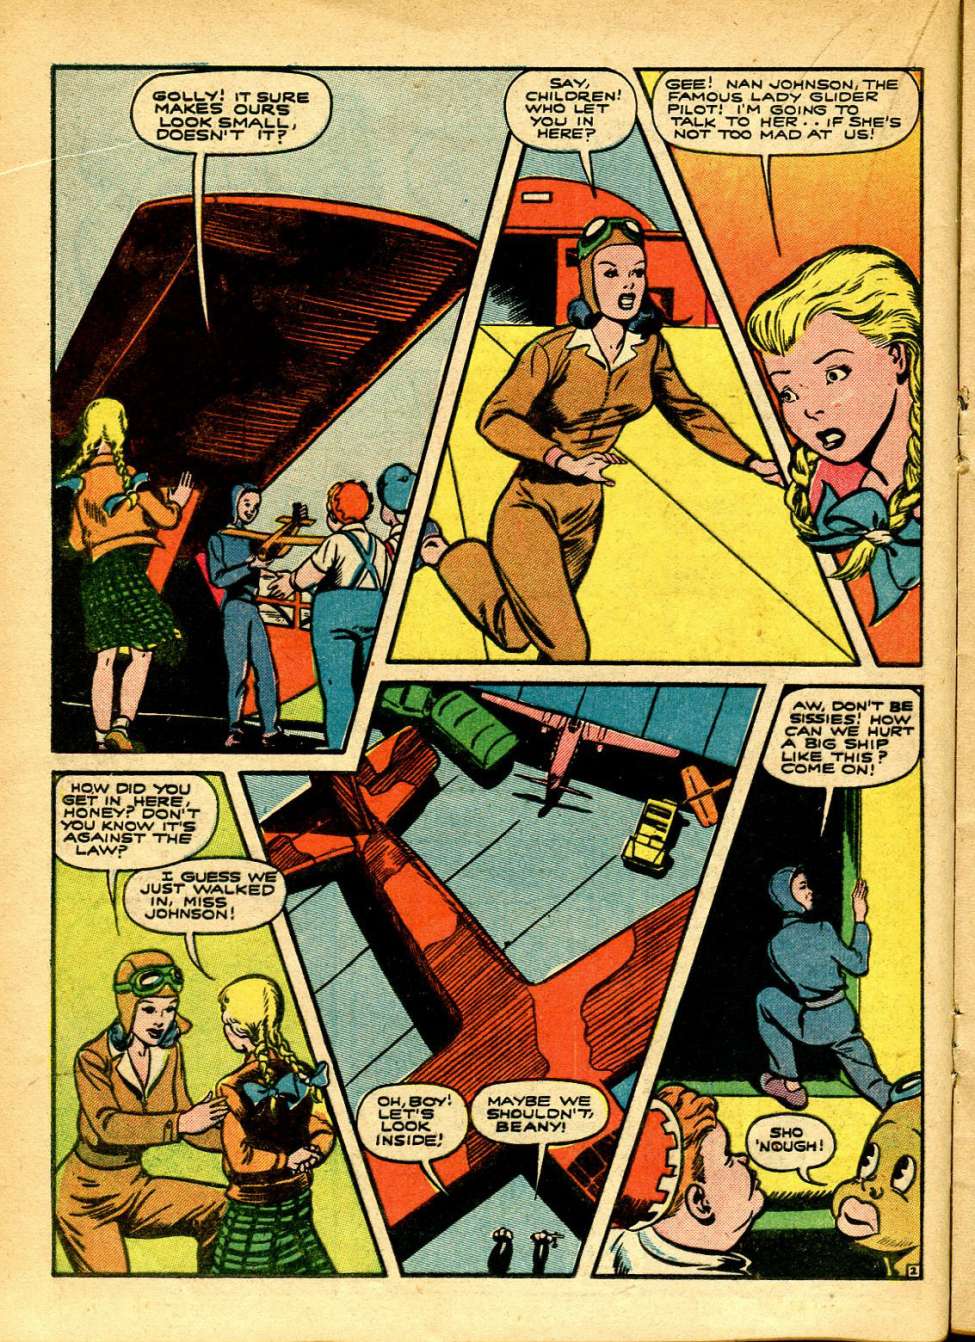 GOLLY! IT SURE
MAKES OURS
LOOK SMALL,
DOESN'T IT?
SAY,
CHILDREN!
WHO LET
YOU IN
HERE?
GEE! NAN JOHNSON, THE
FAMOUS LADY GLIDER
PILOT! I'M GOING TO
TALK TO HER . . IF SHE'S
NOT TOO MAD AT US!
HOW DID YOU
GET IN HERE,
HONEY? DON'T
YOU KNOW IT'S
AGAINST THE
LAW?
I GUESS WE
JUST WALKED
IN, MISS
JOHNSON!
OH, BOY!
LET'S
LOOK
INSIDE!
MAYBE WE
SHOULDN'T,
BEANY!
AW, DON'T BE
SISSIES! HOW
CAN WE HURT
A BIG SHIP
LIKE THIS?
COME ON!
SHO
'NOUGH!
2